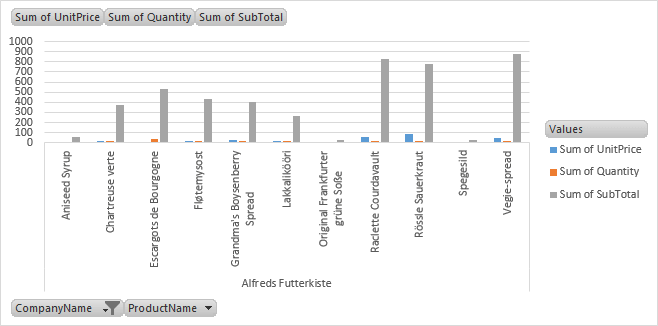 Sum of UnitPrice Sum of Quantity Sum of SubTotal
1000
900
800
700
600
500
400
300
200
100
0
Aniseed Syrup
Chartreuse verte
Escargots de Bourgogne
Fløtemysost
Grandma's Boysenberry
Spread
Lakkalikööri
Original Frankfurter
grüne Soße
Raclette Courdavault
Rössle Sauerkraut
Spegesild
Vegie-spread
Alfreds Futterkiste
Values
Sum of UnitPrice
Sum of Quantity
Sum of SubTotal
CompanyName ProductName